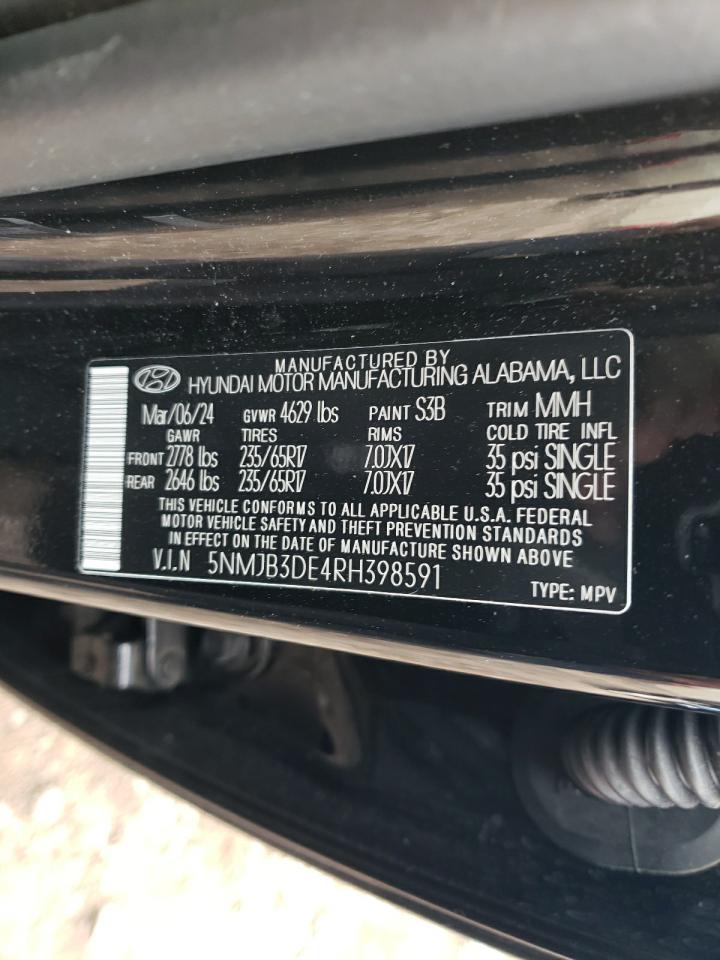 MANUFACTURED BY
HYUNDAI MOTOR MANUFACTURING ALABAMA, LLC
Mar/06/24 GVWR 4629 lbs PAINT S3B TRIM MMH
GAWR TIRES RIMS COLD TIRE INFL
FRONT 2778 lbs 235/65R17 7.0JX17 35 psi SINGLE
REAR 2646 lbs 235/65R17 7.0JX17 35 psi SINGLE
THIS VEHICLE CONFORMS TO ALL APPLICABLE U.S.A. FEDERAL
MOTOR VEHICLE SAFETY AND THEFT PREVENTION STANDARDS
IN EFFECT ON THE DATE OF MANUFACTURE SHOWN ABOVE
V.I.N 5NMJB3DE4RH398591
TYPE: MPV